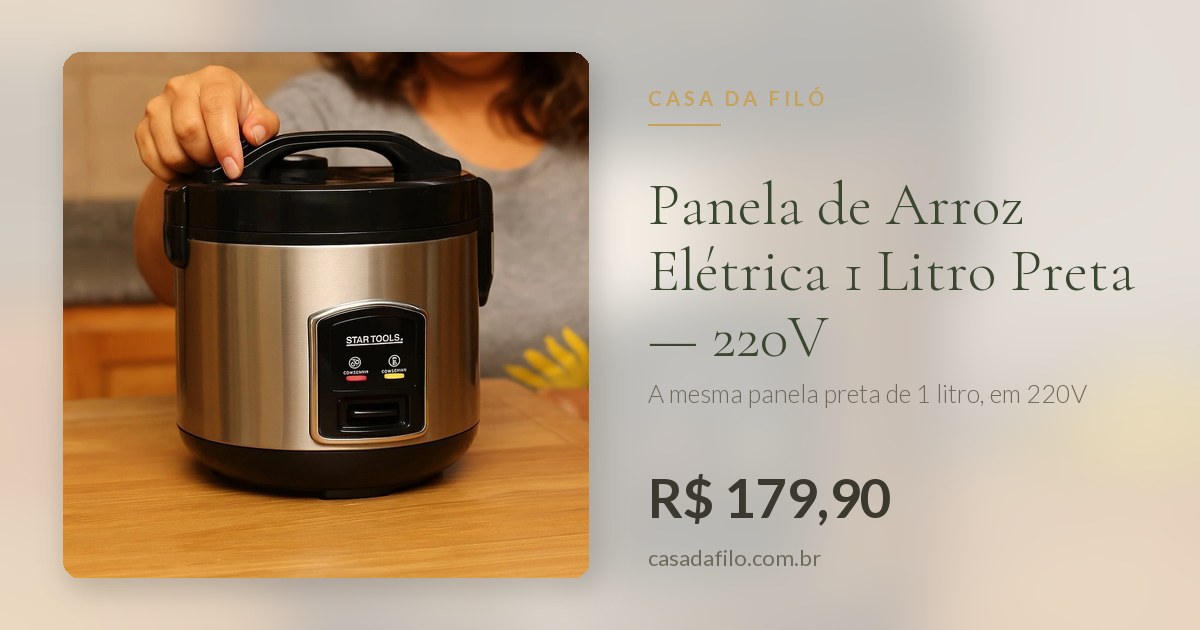 CASA DA FILÓ
Panela de Arroz
Elétrica 1 Litro Preta
— 220V
A mesma panela preta de 1 litro, em 220V
R$ 179,90
casadafilo.com.br
STAR TOOLS